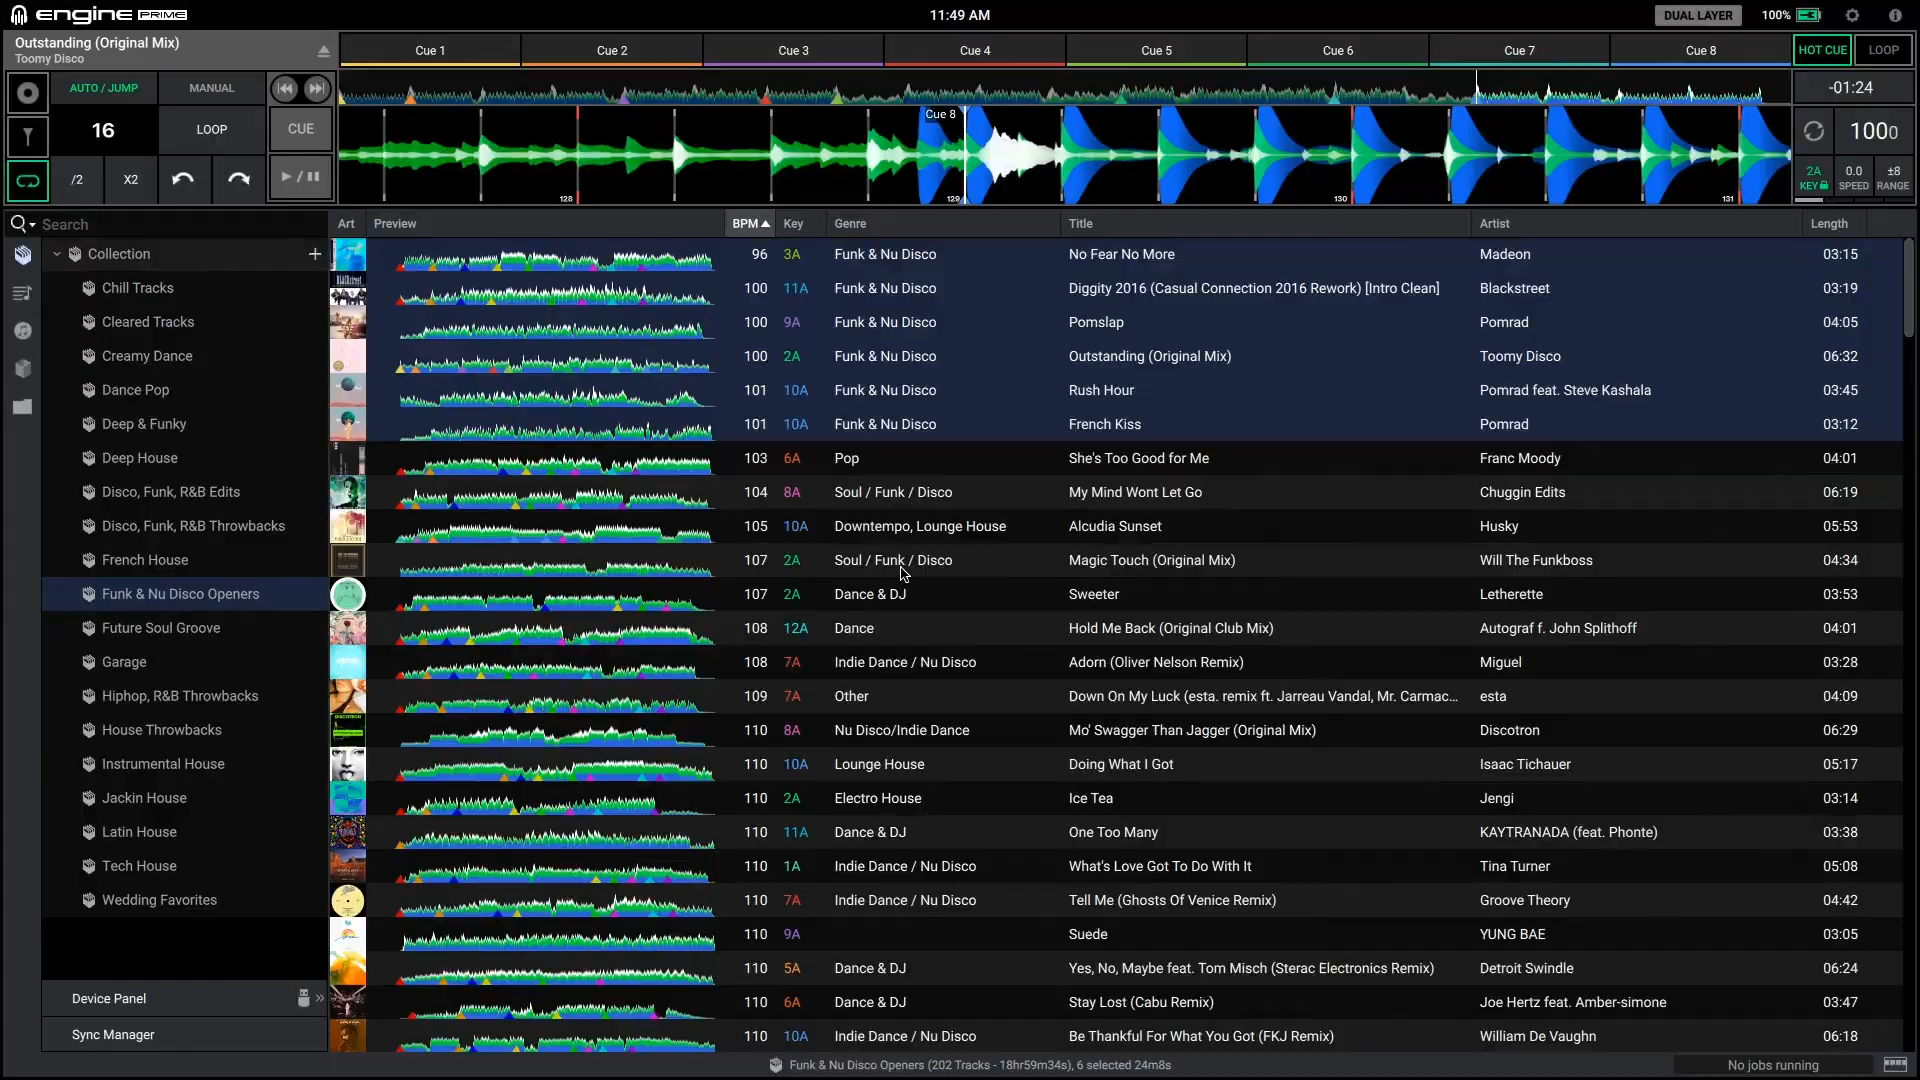 engine PRIME
11:49 AM
DUAL LAYER
100%
Outstanding (Original Mix)
Toomy Disco
Cue 1
Cue 2
Cue 3
Cue 4
Cue 5
Cue 6
Cue 7
Cue 8
HOT CUE
LOOP
AUTO / JUMP
MANUAL
-01:24
16
LOOP
CUE
Cue 8
1000
/2
X2
128
129
130
131
2A
KEY
0.0
SPEED
±8
RANGE
Search
Art Preview BPM Key Genre Title Artist Length
Collection
Chill Tracks
Cleared Tracks
Creamy Dance
Dance Pop
Deep & Funky
Deep House
Disco, Funk, R&B Edits
Disco, Funk, R&B Throwbacks
French House
Funk & Nu Disco Openers
Future Soul Groove
Garage
Hiphop, R&B Throwbacks
House Throwbacks
Instrumental House
Jackin House
Latin House
Tech House
Wedding Favorites
Device Panel
Sync Manager
96 3A Funk & Nu Disco No Fear No More Madeon 03:15
100 11A Funk & Nu Disco Diggity 2016 (Casual Connection 2016 Rework) [Intro Clean] Blackstreet 03:19
100 9A Funk & Nu Disco Pomslap Pomrad 04:05
100 2A Funk & Nu Disco Outstanding (Original Mix) Toomy Disco 06:32
101 10A Funk & Nu Disco Rush Hour Pomrad feat. Steve Kashala 03:45
101 10A Funk & Nu Disco French Kiss Pomrad 03:12
103 6A Pop She's Too Good for Me Franc Moody 04:01
104 8A Soul / Funk / Disco My Mind Wont Let Go Chuggin Edits 06:19
105 10A Downtempo, Lounge House Alcudia Sunset Husky 05:53
107 2A Soul / Funk / Disco Magic Touch (Original Mix) Will The Funkboss 04:34
107 2A Dance & DJ Sweeter Letherette 03:53
108 12A Dance Hold Me Back (Original Club Mix) Autograf f. John Splithoff 04:01
108 7A Indie Dance / Nu Disco Adorn (Oliver Nelson Remix) Miguel 03:28
109 7A Other Down On My Luck (esta. remix ft. Jarreau Vandal, Mr. Carmac... esta 04:09
110 8A Nu Disco/Indie Dance Mo' Swagger Than Jagger (Original Mix) Discotron 06:29
110 10A Lounge House Doing What I Got Isaac Tichauer 05:17
110 2A Electro House Ice Tea Jengi 03:14
110 11A Dance & DJ One Too Many KAYTRANADA (feat. Phonte) 03:38
110 1A Indie Dance / Nu Disco What's Love Got To Do With It Tina Turner 05:08
110 7A Indie Dance / Nu Disco Tell Me (Ghosts Of Venice Remix) Groove Theory 04:42
110 9A Suede YUNG BAE 03:05
110 5A Dance & DJ Yes, No, Maybe feat. Tom Misch (Sterac Electronics Remix) Detroit Swindle 06:24
110 6A Dance & DJ Stay Lost (Cabu Remix) Joe Hertz feat. Amber-simone 03:47
110 10A Indie Dance / Nu Disco Be Thankful For What You Got (FKJ Remix) William De Vaughn 06:18
Funk & Nu Disco Openers (202 Tracks - 18hr59m34s), 6 selected 24m8s
No jobs running